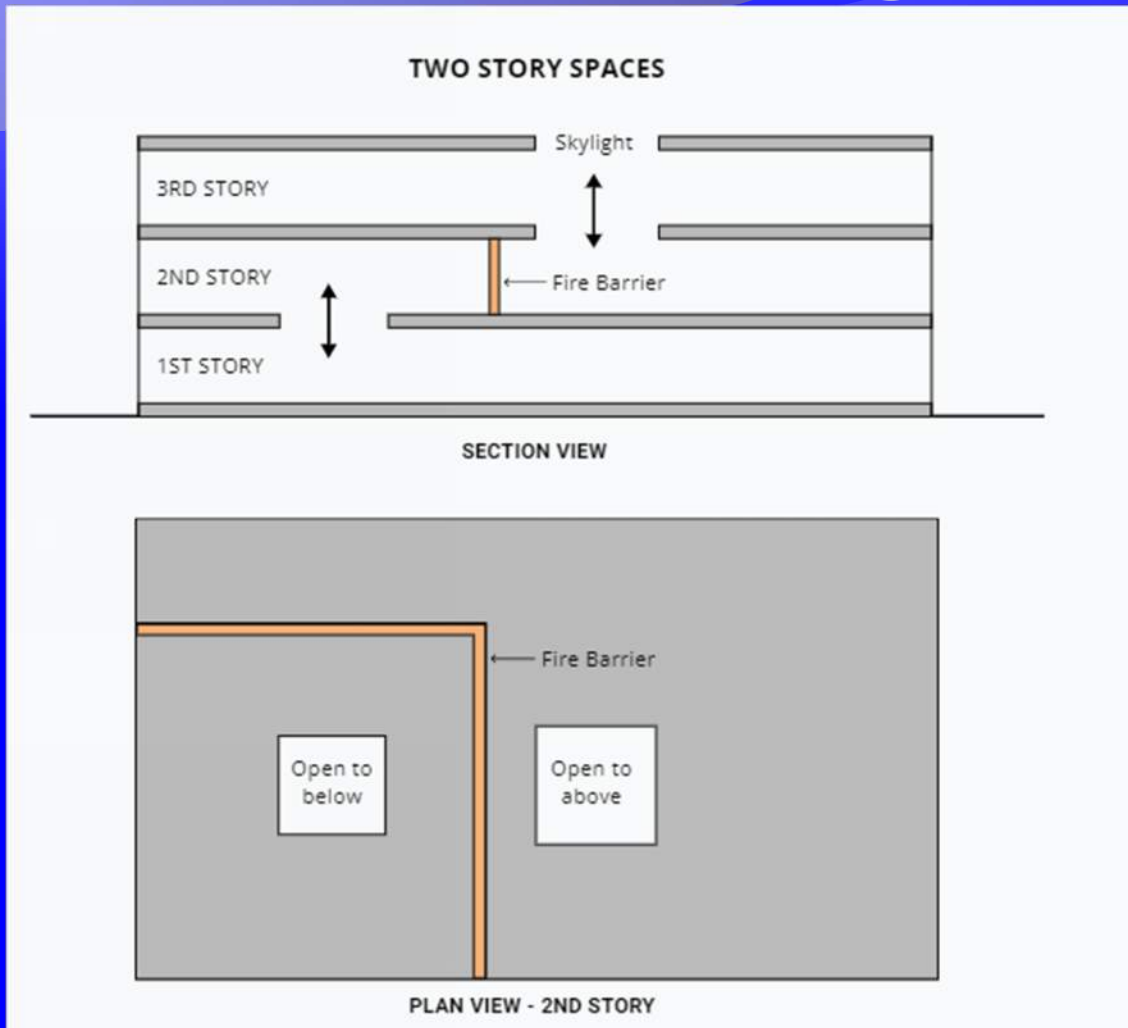 TWO STORY SPACES
Skylight
3RD STORY
2ND STORY
Fire Barrier
1ST STORY
SECTION VIEW
Fire Barrier
Open to
below
Open to
above
PLAN VIEW - 2ND STORY